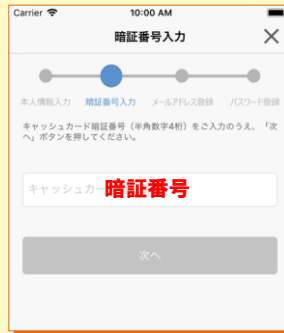 Carrier 10:00 AM
暗証番号入力
本人情報入力 暗証番号入力 メールアドレス登録 パスワード登録
キャッシュカード暗証番号（半角数字4桁）をご入力のうえ、「次
へ」ボタンを押してください。
キャッシュカー 暗証番号
次へ